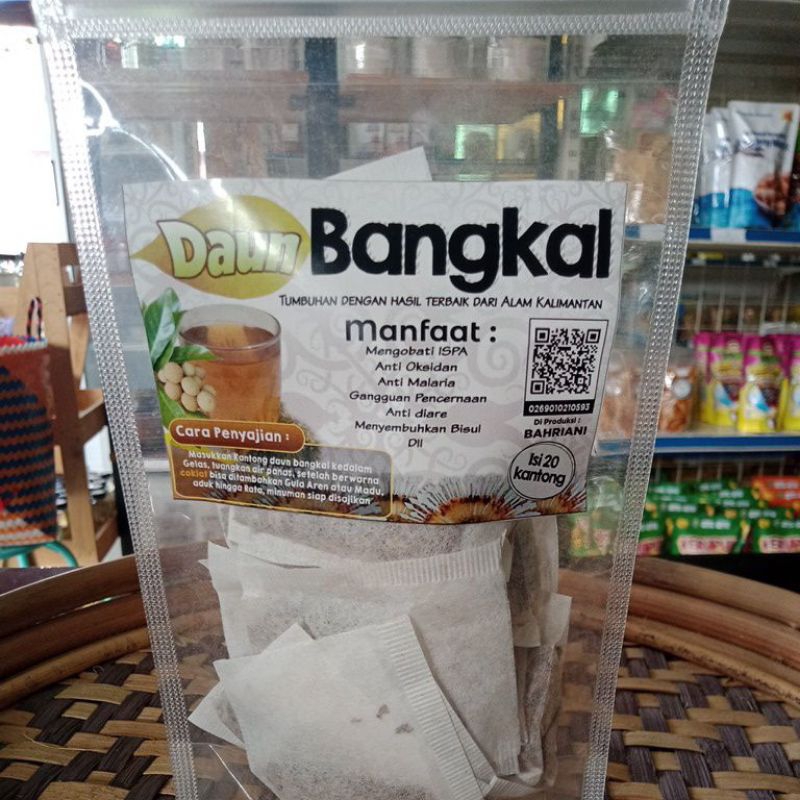 Daun Bangkal
TUMBUHAN DENGAN HASIL TERBAIK DARI ALAM KALIMANTAN
Manfaat :
Mengobati ISPA
Anti Oksidan
Anti Malaria
Gangguan Pencernaan
Anti diare
Menyembuhkan Bisul
Dll
0269010210593
Di Produksi :
BAHRIANI
Isi 20
kantong
Cara Penyajian :
Masukkan Kantong daun bangkal kedalam
Gelas, tuangkan air panas, setelah berwarna
coklat bisa ditambahkan Gula Aren atau Madu,
aduk hingga Rata, minuman siap disajikan